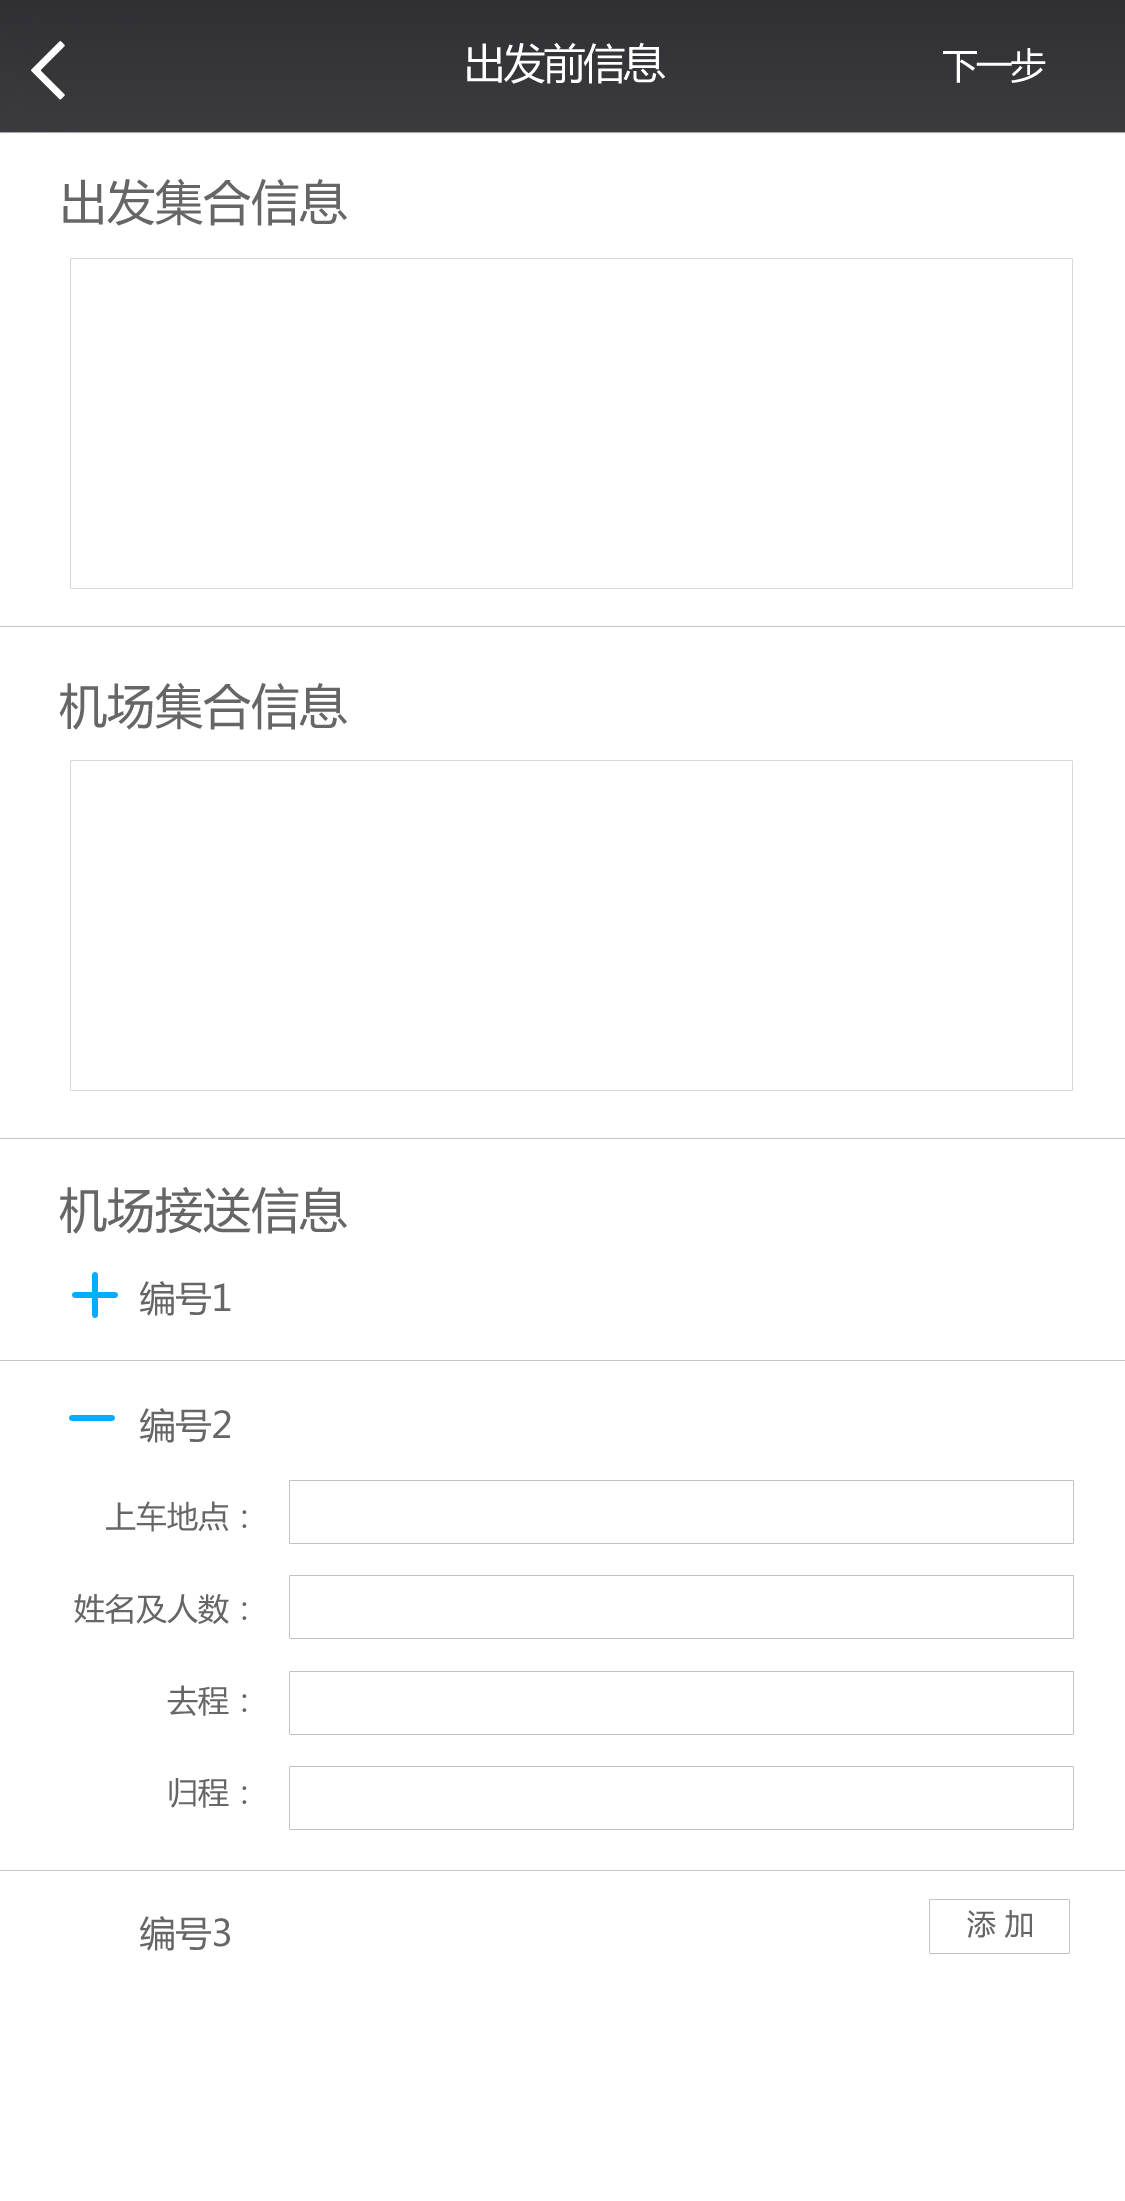 出发前信息 下一步
出发集合信息
机场集合信息
机场接送信息
编号1
编号2
上车地点：
姓名及人数：
去程：
归程：
编号3 添 加